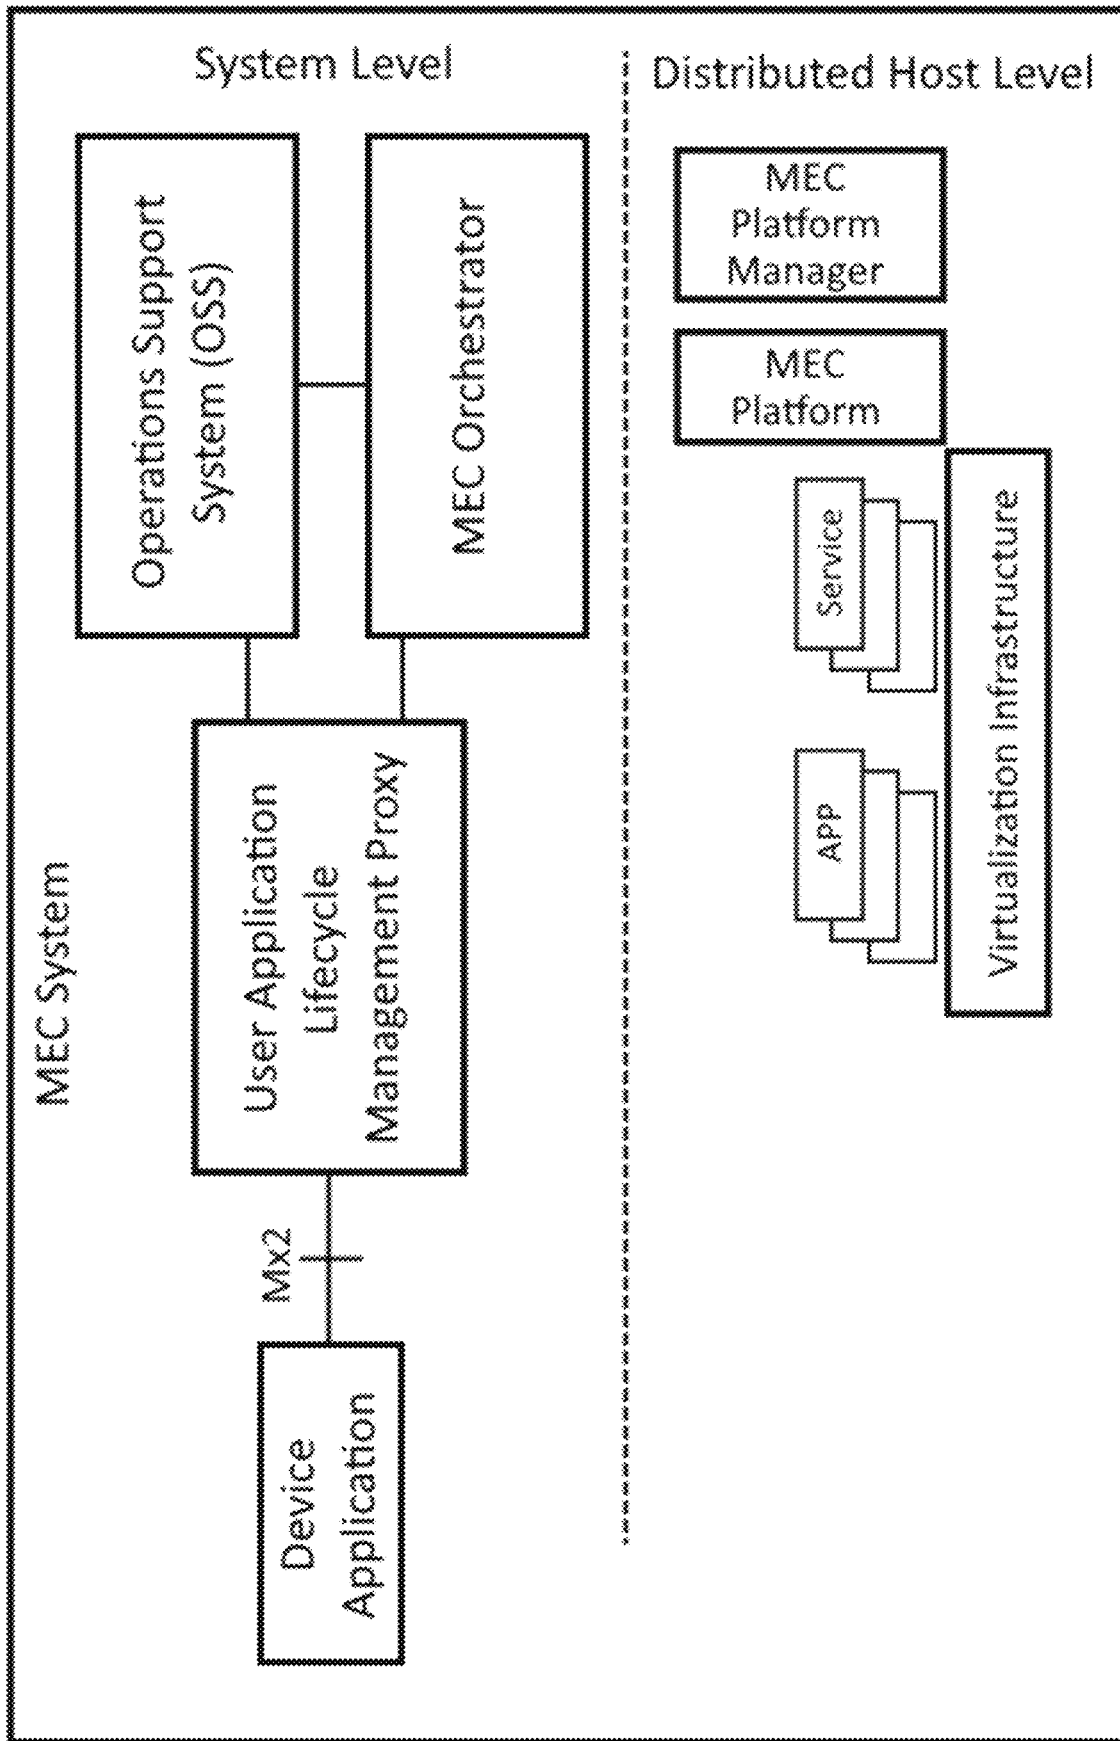 MEC System
System Level
Device
Application
Mx2
User Application
Lifecycle
Management Proxy
Operations Support
System (OSS)
MEC Orchestrator
Distributed Host Level
MEC
Platform
Manager
MEC
Platform
APP
Service
Virtualization Infrastructure